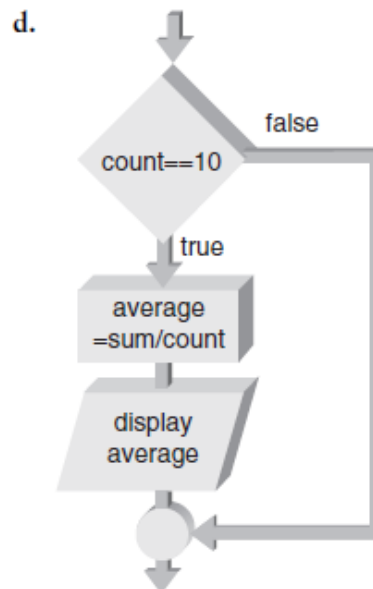 d.
false
count==10
true
average
=sum/count
display
average